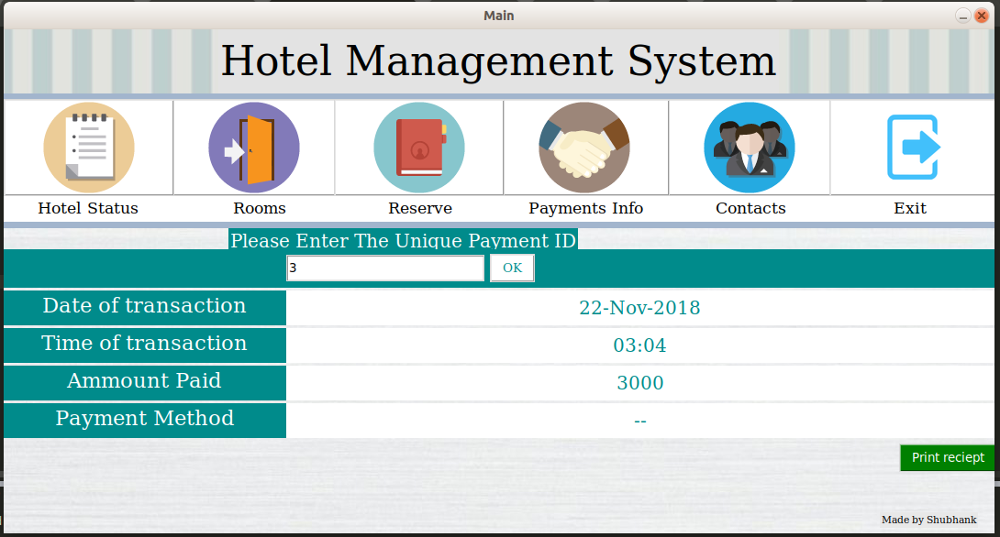 Main
Hotel Management System
Hotel Status Rooms Reserve Payments Info Contacts Exit
Please Enter The Unique Payment ID
3 OK
Date of transaction 22-Nov-2018
Time of transaction 03:04
Ammount Paid 3000
Payment Method --
Print reciept
Made by Shubhank